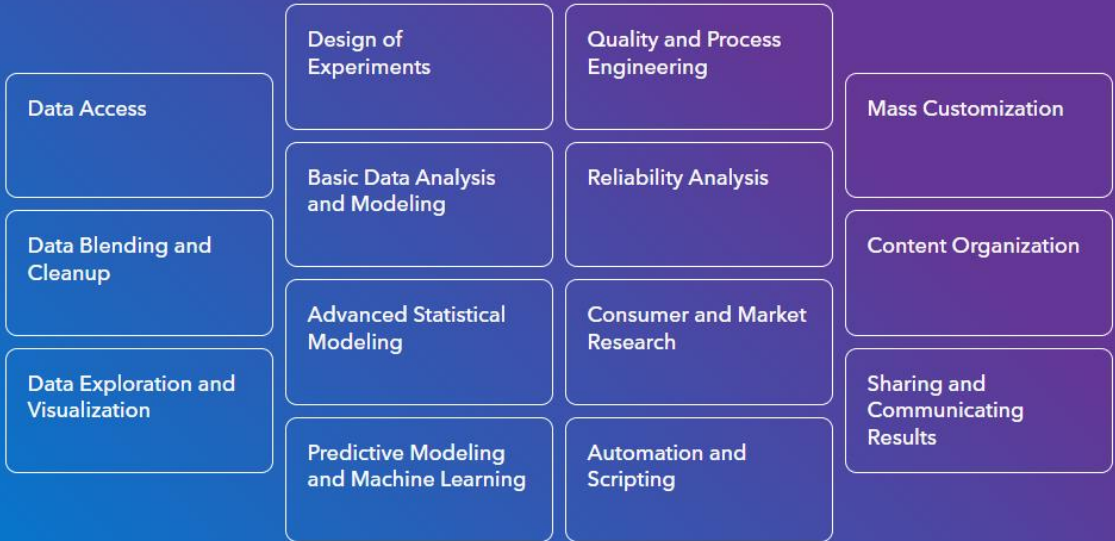 Data Access
Data Blending and
Cleanup
Data Exploration and
Visualization
Design of
Experiments
Basic Data Analysis
and Modeling
Advanced Statistical
Modeling
Predictive Modeling
and Machine Learning
Quality and Process
Engineering
Reliability Analysis
Consumer and Market
Research
Automation and
Scripting
Mass Customization
Content Organization
Sharing and
Communicating
Results